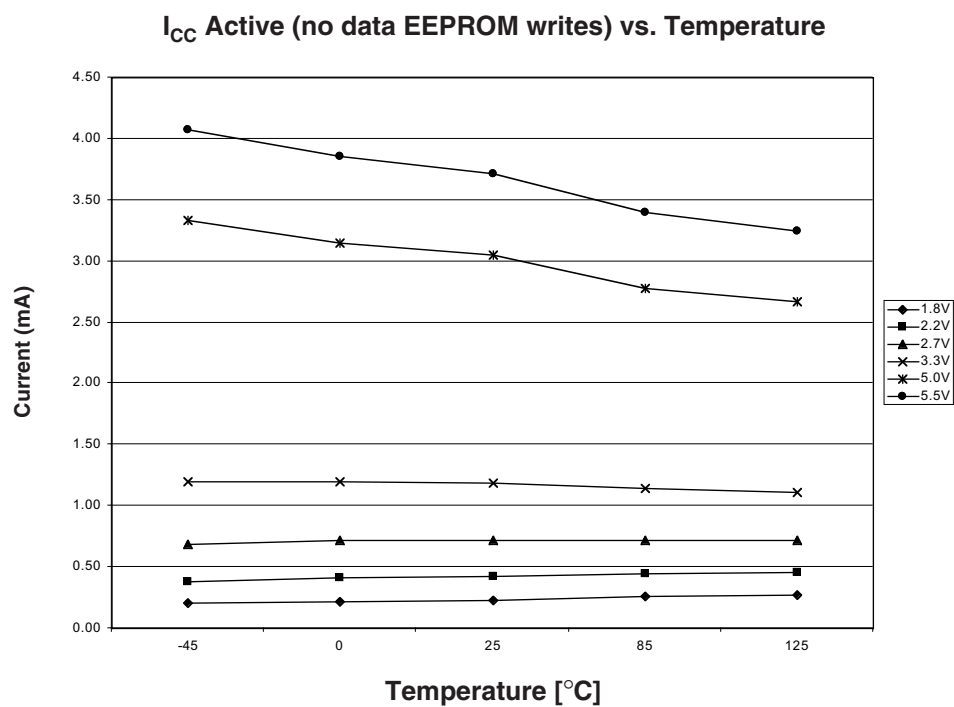 I_CC Active (no data EEPROM writes) vs. Temperature
4.50
4.00
3.50
3.00
2.50
2.00
1.50
1.00
0.50
0.00
Current (mA)
-45 0 25 85 125
Temperature [°C]
1.8V
2.2V
2.7V
3.3V
5.0V
5.5V